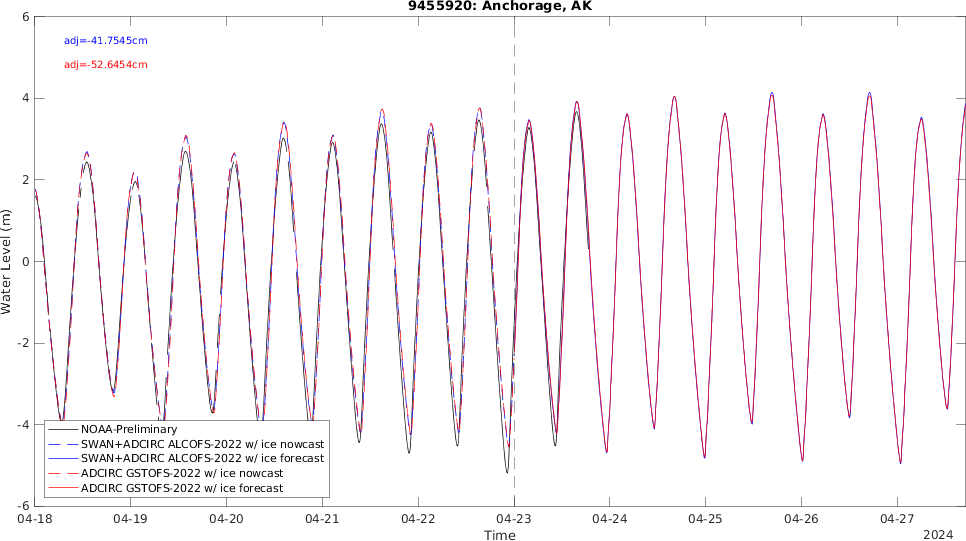 9455920: Anchorage, AK
adj=-41.7545cm
adj=-52.6454cm
Water Level (m)
6
4
2
0
-2
-4
-6
NOAA-Preliminary
SWAN+ADCIRC ALCOFS-2022 w/ ice nowcast
SWAN+ADCIRC ALCOFS-2022 w/ ice forecast
ADCIRC GSTOFS-2022 w/ ice nowcast
ADCIRC GSTOFS-2022 w/ ice forecast
04-18 04-19 04-20 04-21 04-22 04-23 04-24 04-25 04-26 04-27
Time
2024